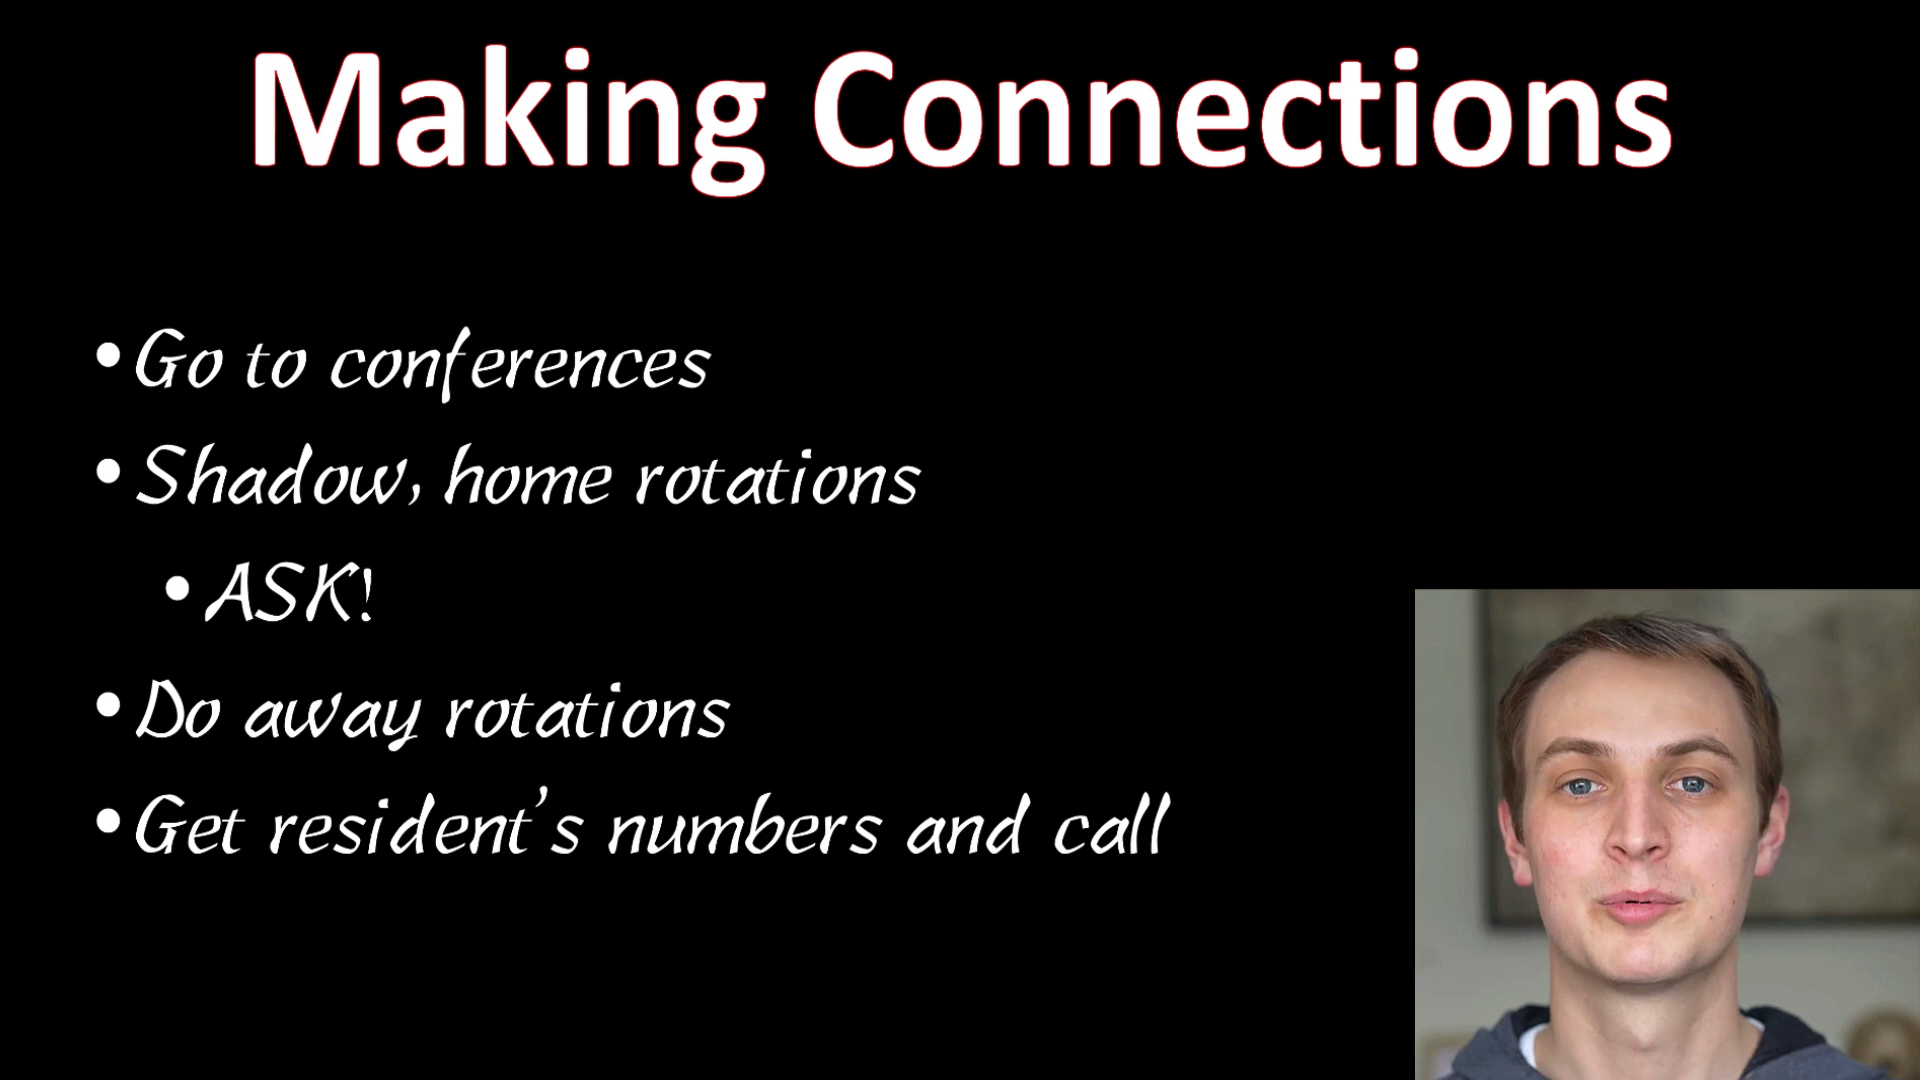 Making Connections
• Go to conferences
• Shadow, home rotations
• ASK!
• Do away rotations
• Get resident's numbers and call